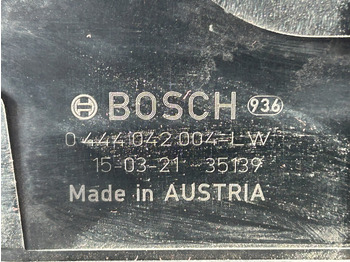 BOSCH 936
0 444 042 004-LW
15-03-21 35139
Made in AUSTRIA